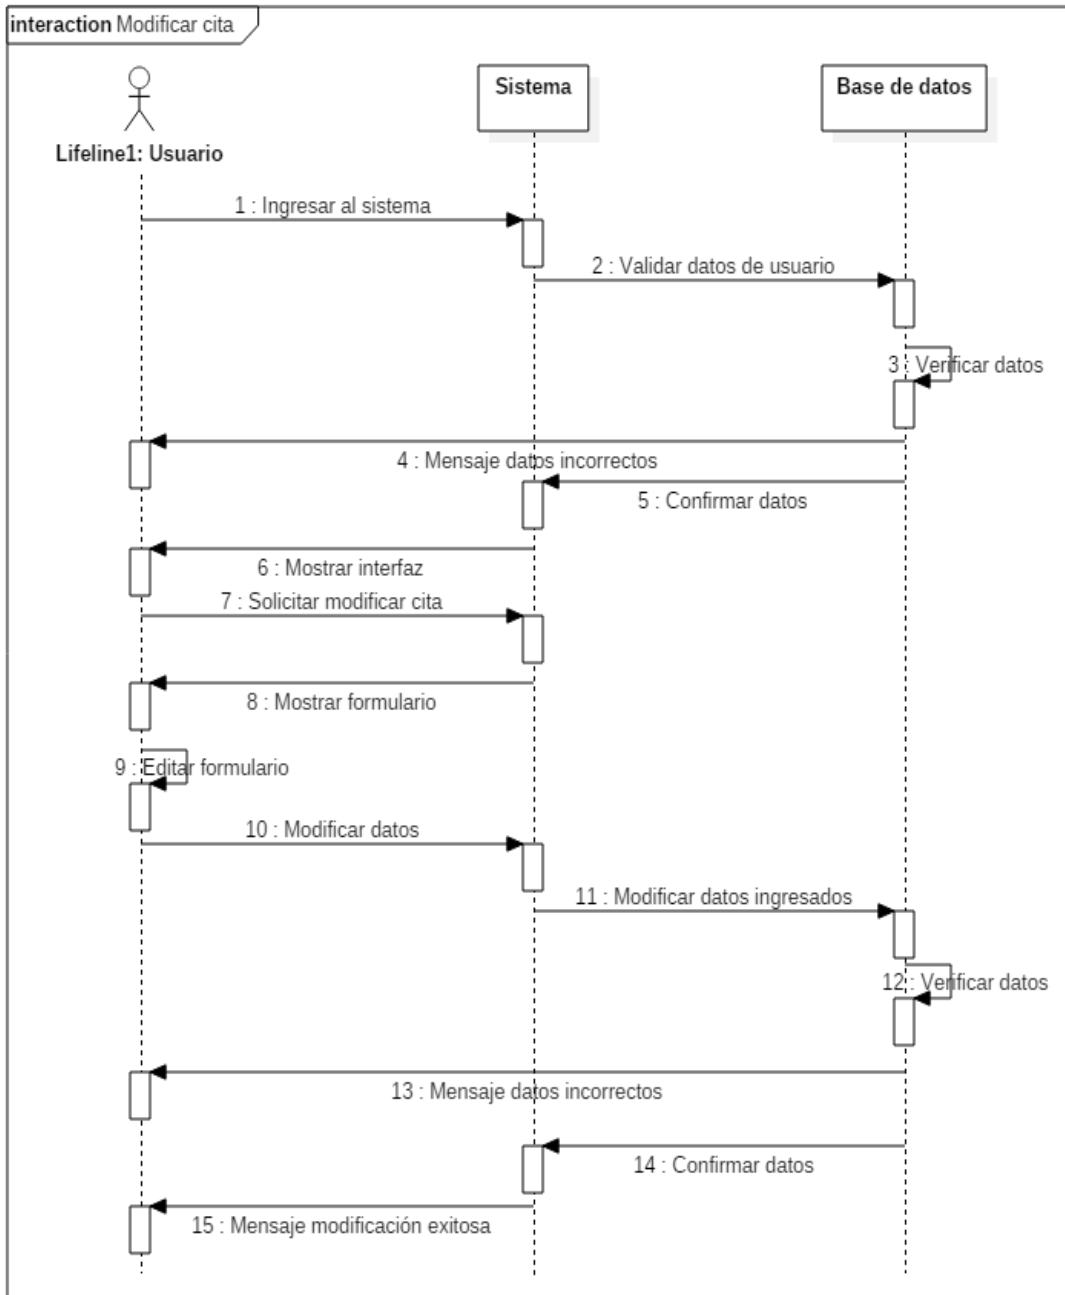 interaction Modificar cita
Sistema
Base de datos
Lifeline1: Usuario
1 : Ingresar al sistema
2 : Validar datos de usuario
3 : Verificar datos
4 : Mensaje datos incorrectos
5 : Confirmar datos
6 : Mostrar interfaz
7 : Solicitar modificar cita
8 : Mostrar formulario
9 : Editar formulario
10 : Modificar datos
11 : Modificar datos ingresados
12 : Verificar datos
13 : Mensaje datos incorrectos
14 : Confirmar datos
15 : Mensaje modificación exitosa